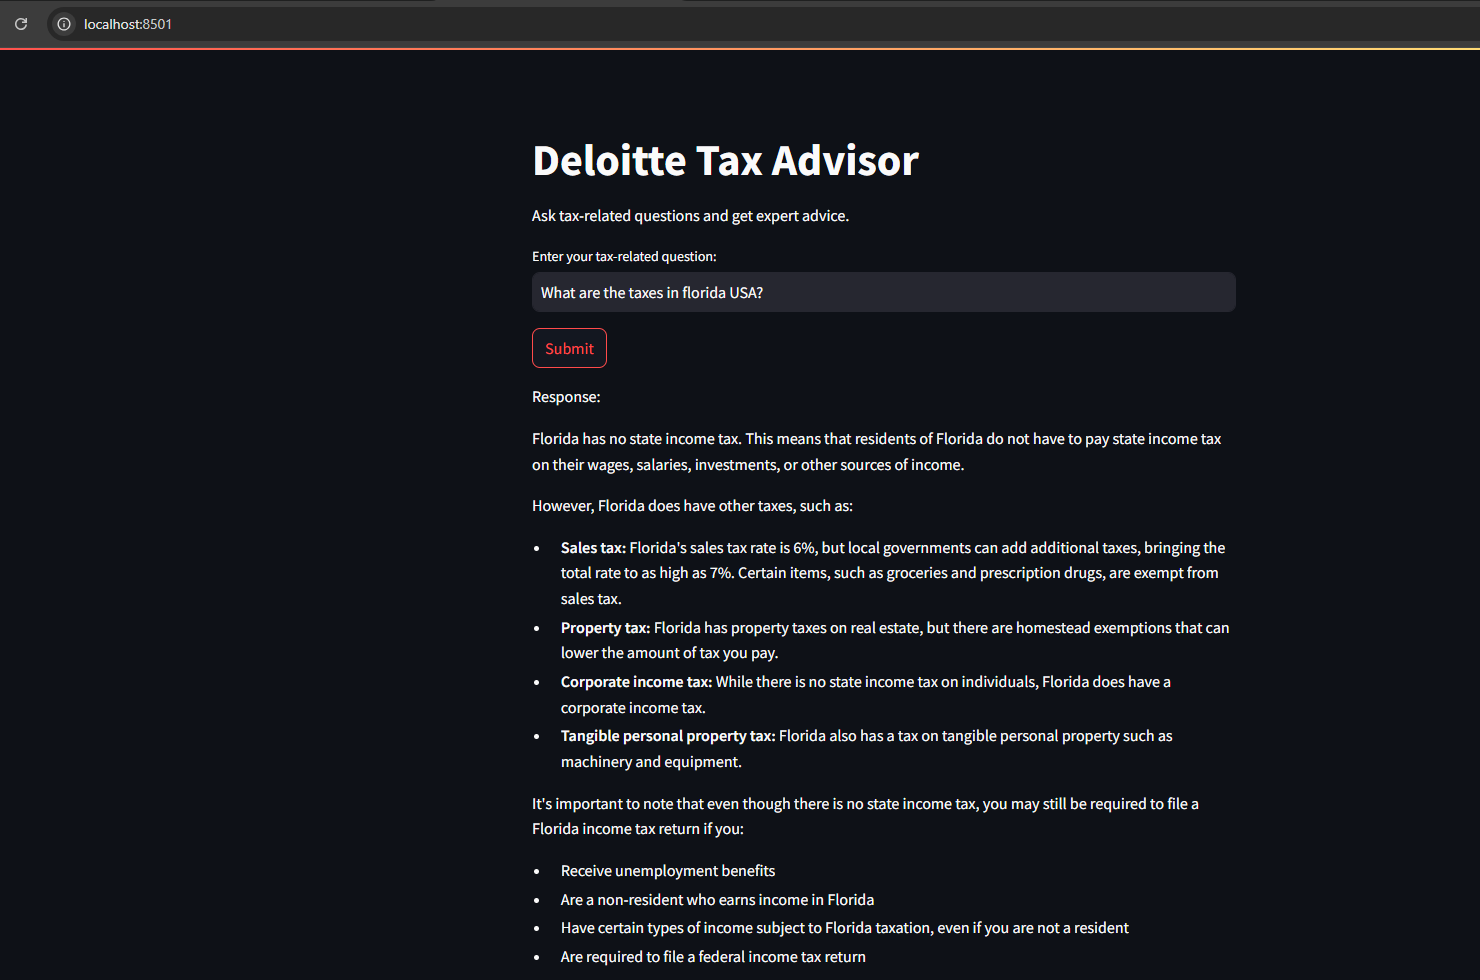 localhost:8501
Deloitte Tax Advisor
Ask tax-related questions and get expert advice.
Enter your tax-related question:
What are the taxes in florida USA?
Submit
Response:
Florida has no state income tax. This means that residents of Florida do not have to pay state income tax
on their wages, salaries, investments, or other sources of income.
However, Florida does have other taxes, such as:
• Sales tax: Florida's sales tax rate is 6%, but local governments can add additional taxes, bringing the
total rate to as high as 7%. Certain items, such as groceries and prescription drugs, are exempt from
sales tax.
• Property tax: Florida has property taxes on real estate, but there are homestead exemptions that can
lower the amount of tax you pay.
• Corporate income tax: While there is no state income tax on individuals, Florida does have a
corporate income tax.
• Tangible personal property tax: Florida also has a tax on tangible personal property such as
machinery and equipment.
It's important to note that even though there is no state income tax, you may still be required to file a
Florida income tax return if you:
• Receive unemployment benefits
• Are a non-resident who earns income in Florida
• Have certain types of income subject to Florida taxation, even if you are not a resident
• Are required to file a federal income tax return